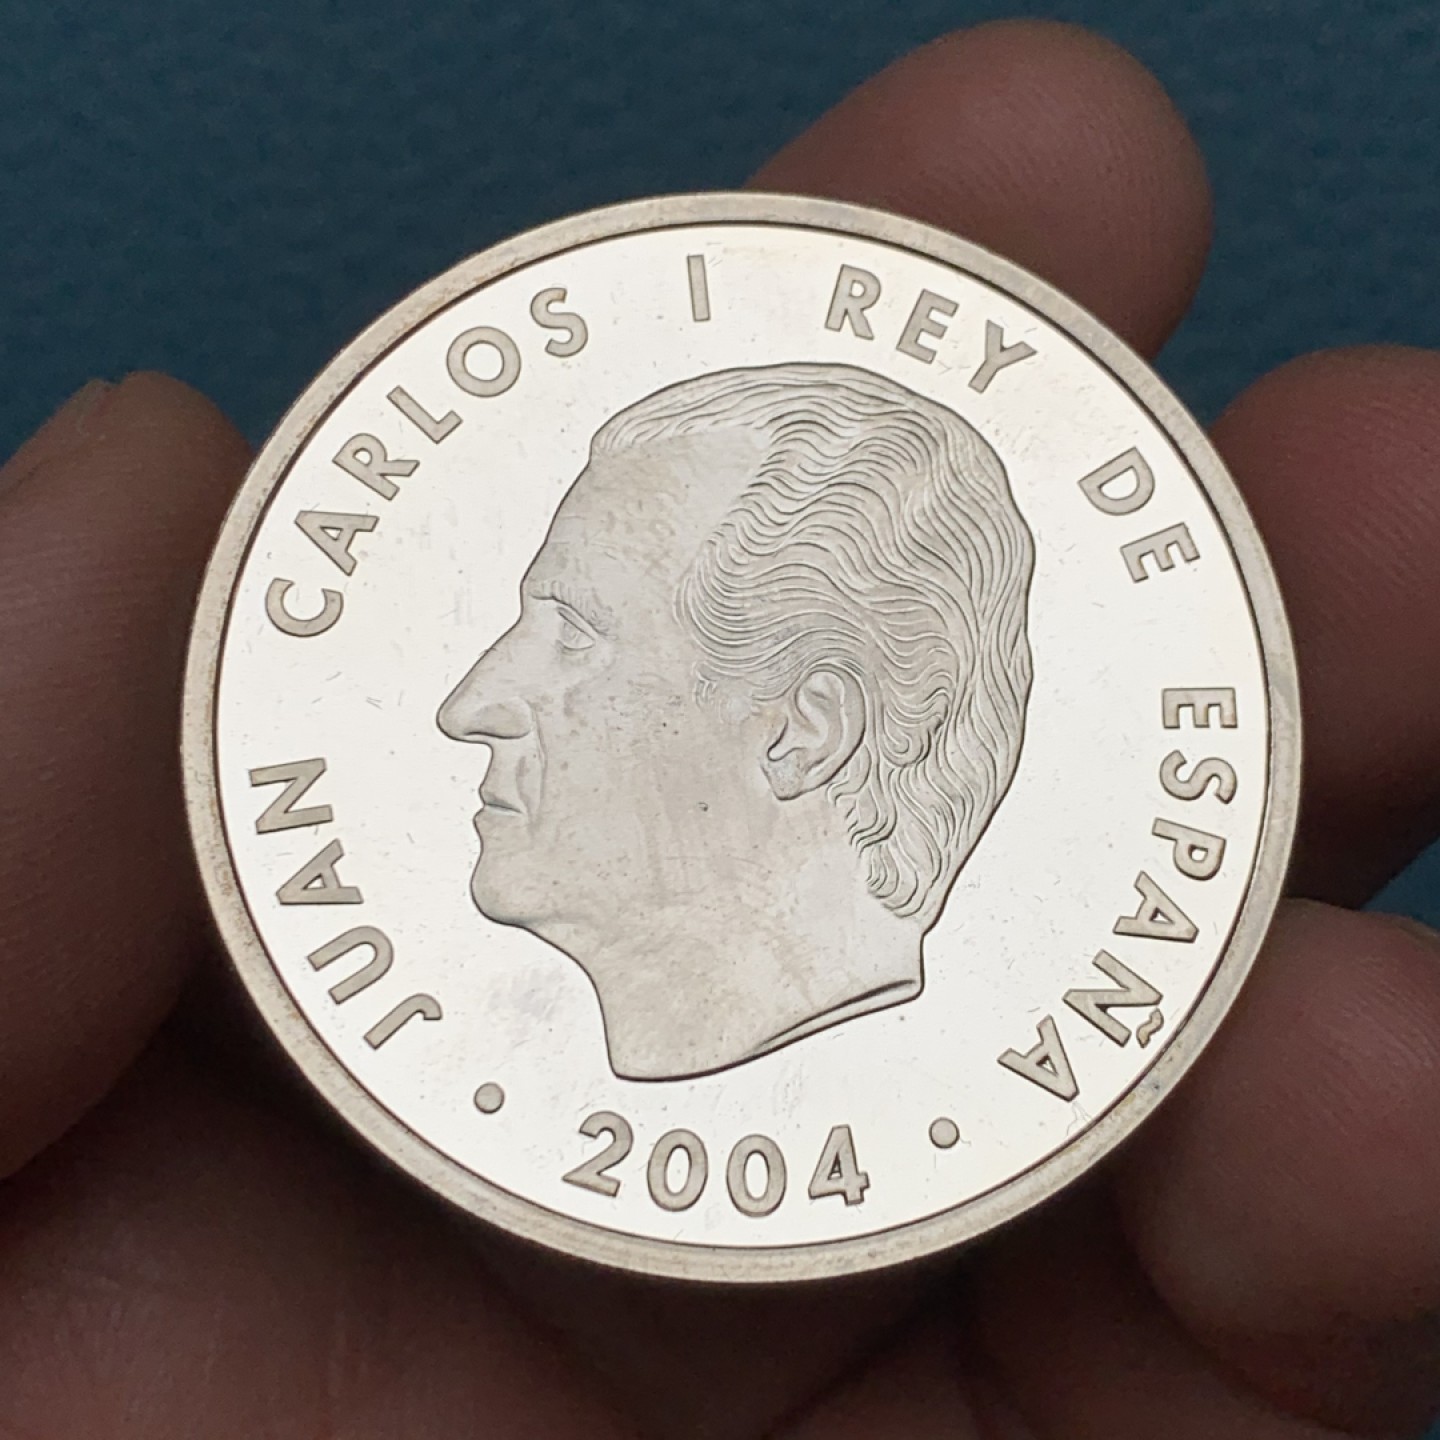 JUAN CARLOS I REY DE ESPAÑA
• 2004 •